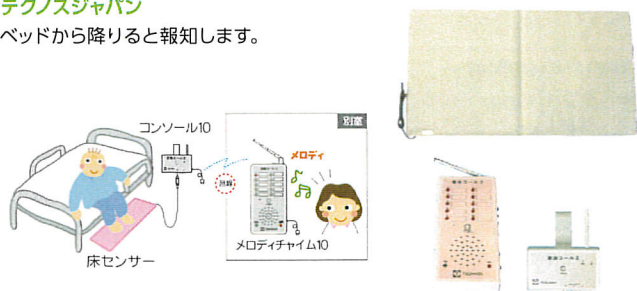 テクノスジャパン
ベッドから降りると報知します。
コンソール10
別室
メロディ
無線
メロディチャイム10
床センサー